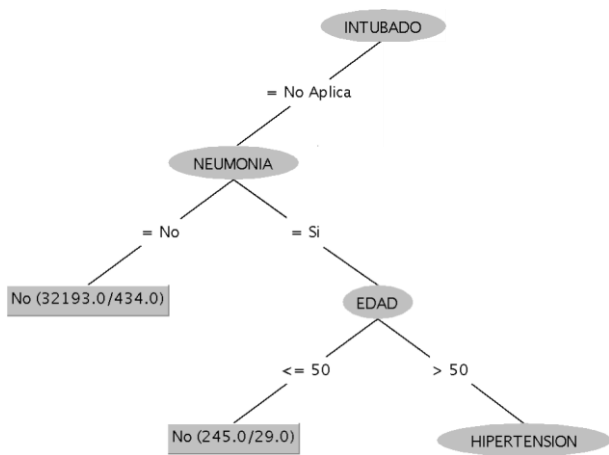 INTUBADO
= No Aplica
NEUMONIA
= No
= Si
No (32193.0/434.0)
EDAD
<= 50
> 50
No (245.0/29.0)
HIPERTENSION